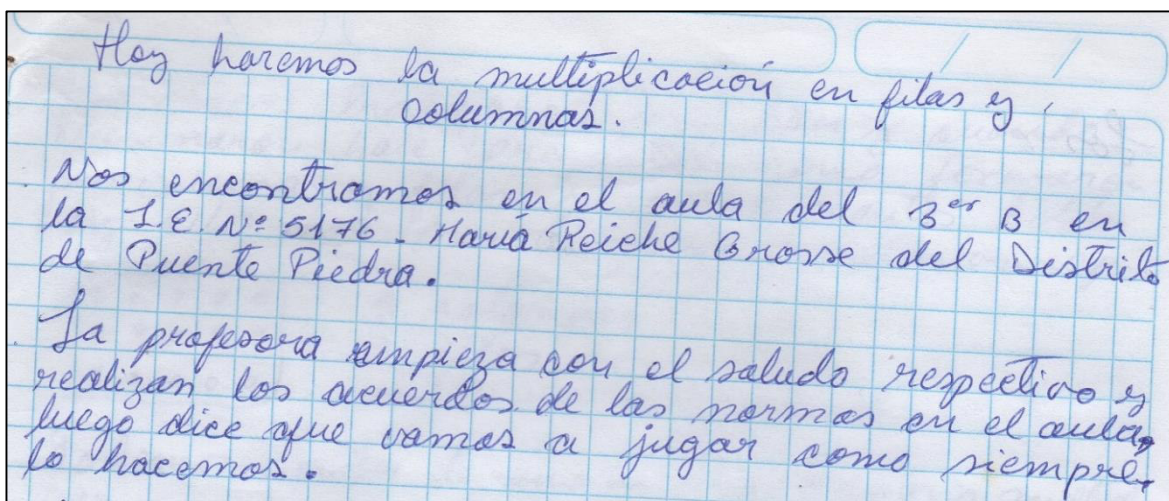 Hoy haremos la multiplicación en filas y
columnas.
Nos encontramos en el aula del 3er B en
la I.E. Nº 5176 - María Reiche Grosse del Distrito
de Puente Piedra.
La profesora empieza con el saludo respectivo y
realizan los acuerdos de las normas en el aula,
luego dice que vamos a jugar como siempre
lo hacemos.